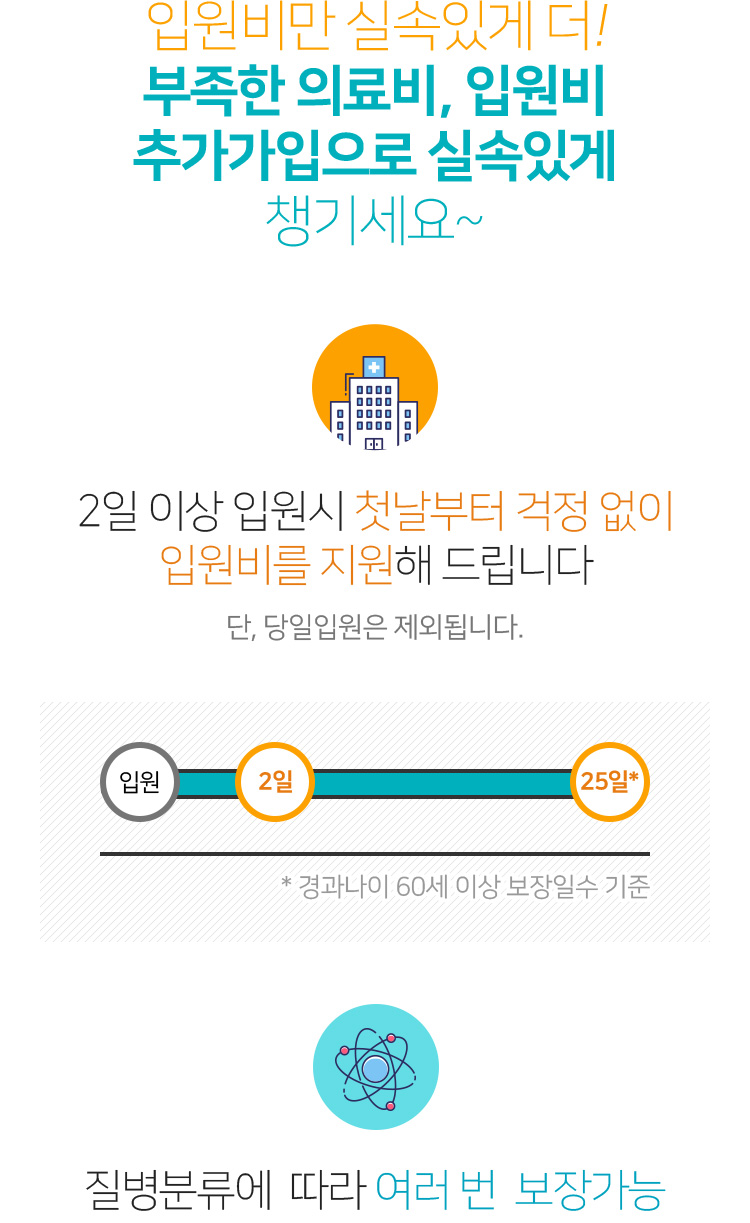 입원비만 실속있게 더!
부족한 의료비, 입원비
추가가입으로 실속있게
챙기세요~
2일 이상 입원시 첫날부터 걱정 없이
입원비를 지원해 드립니다
단, 당일입원은 제외됩니다.
입원 2일 25일*
* 경과나이 60세 이상 보장일수 기준
질병분류에 따라 여러 번 보장가능